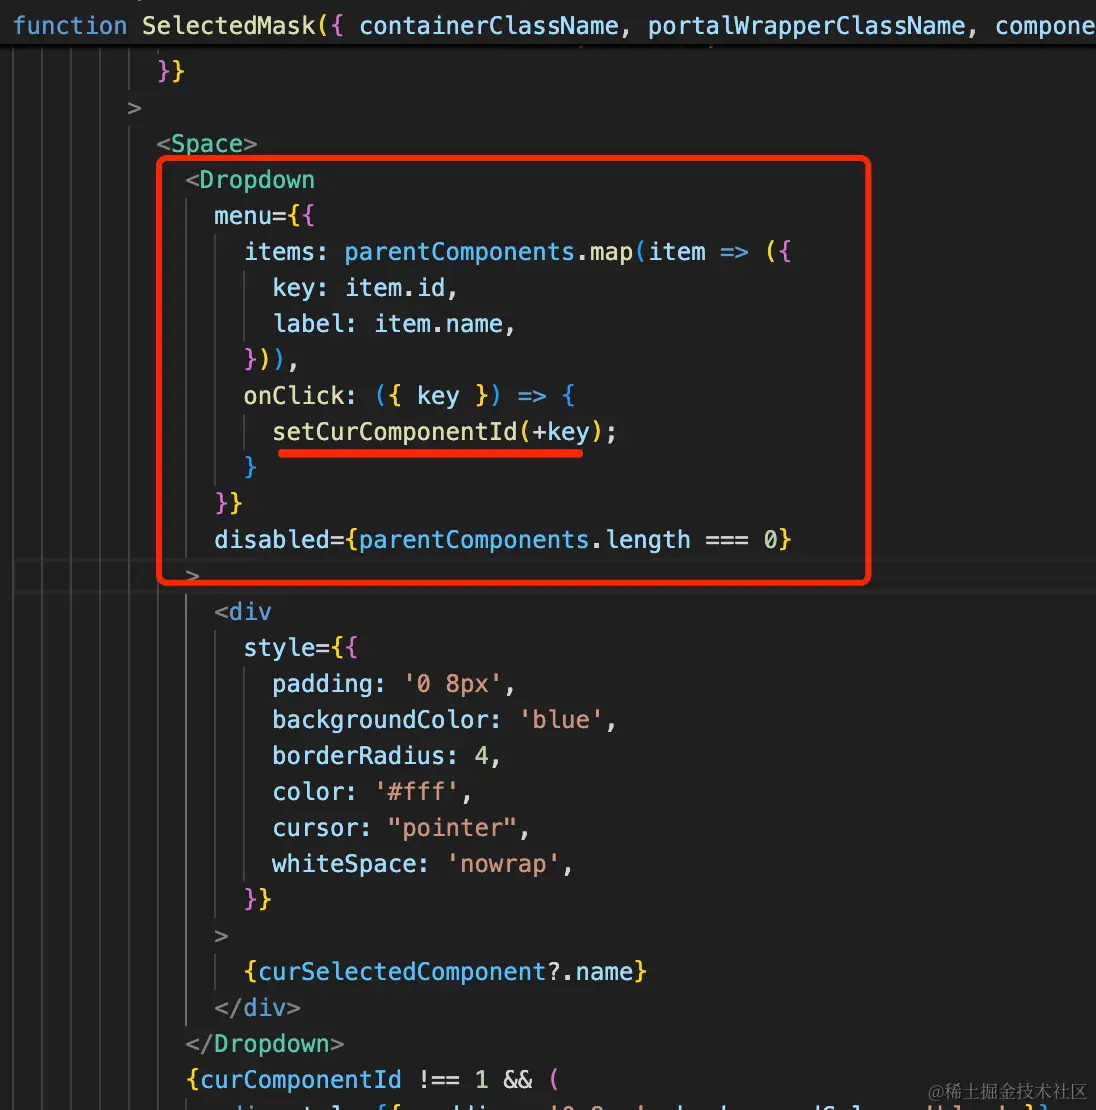 function SelectedMask({ containerClassName, portalWrapperClassName, compone
}}
>
<Space>
<Dropdown
menu={{
items: parentComponents.map(item => ({
key: item.id,
label: item.name,
})),
onClick: ({ key }) => {
setCurComponentId(+key);
}
}}
disabled={parentComponents.length === 0}
>
<div
style={{
padding: '0 8px',
backgroundColor: 'blue',
borderRadius: 4,
color: '#fff',
cursor: "pointer",
whiteSpace: 'nowrap',
}}
>
{curSelectedComponent?.name}
</div>
</Dropdown>
{curComponentId !== 1 && (
@稀土掘金技术社区